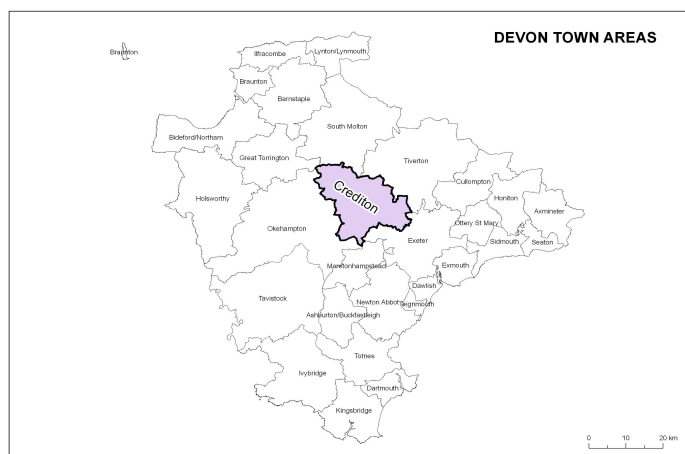 DEVON TOWN AREAS
Braunton
Ilfracombe
Lynton/Lynmouth
Braunton
Barnstaple
South Molton
Bideford/Northam
Great Torrington
Tiverton
Cullompton
Holsworthy
Crediton
Honiton
Axminster
Okehampton
Exeter
Ottery St Mary
Sidmouth
Seaton
Moretonhampstead
Exmouth
Dawlish
Tavistock
Newton Abbot
Teignmouth
Ashburton/Buckfastleigh
Totnes
Ivybridge
Dartmouth
Kingsbridge
0 10 20 km